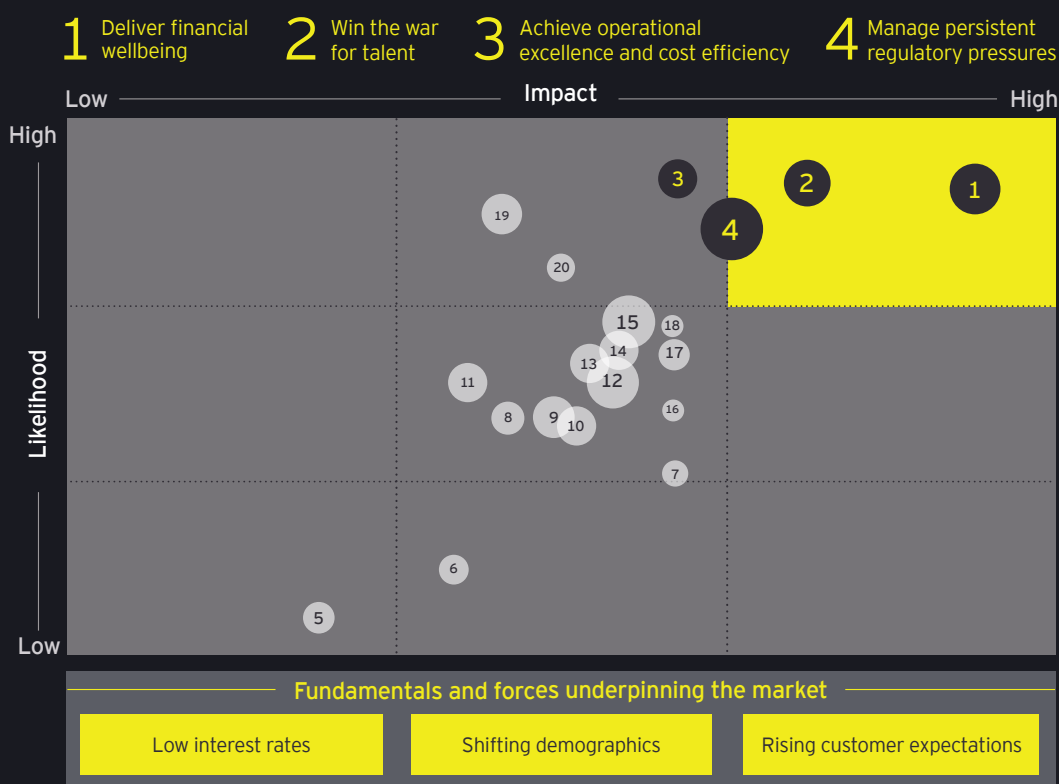 1 Deliver financial
wellbeing
2 Win the war
for talent
3 Achieve operational
excellence and cost efficiency
4 Manage persistent
regulatory pressures
Low
Impact
High
High
Likelihood
Low
3
2
1
4
19
20
15
18
14
17
13
12
11
16
8
9
10
7
6
5
Fundamentals and forces underpinning the market
Low interest rates
Shifting demographics
Rising customer expectations